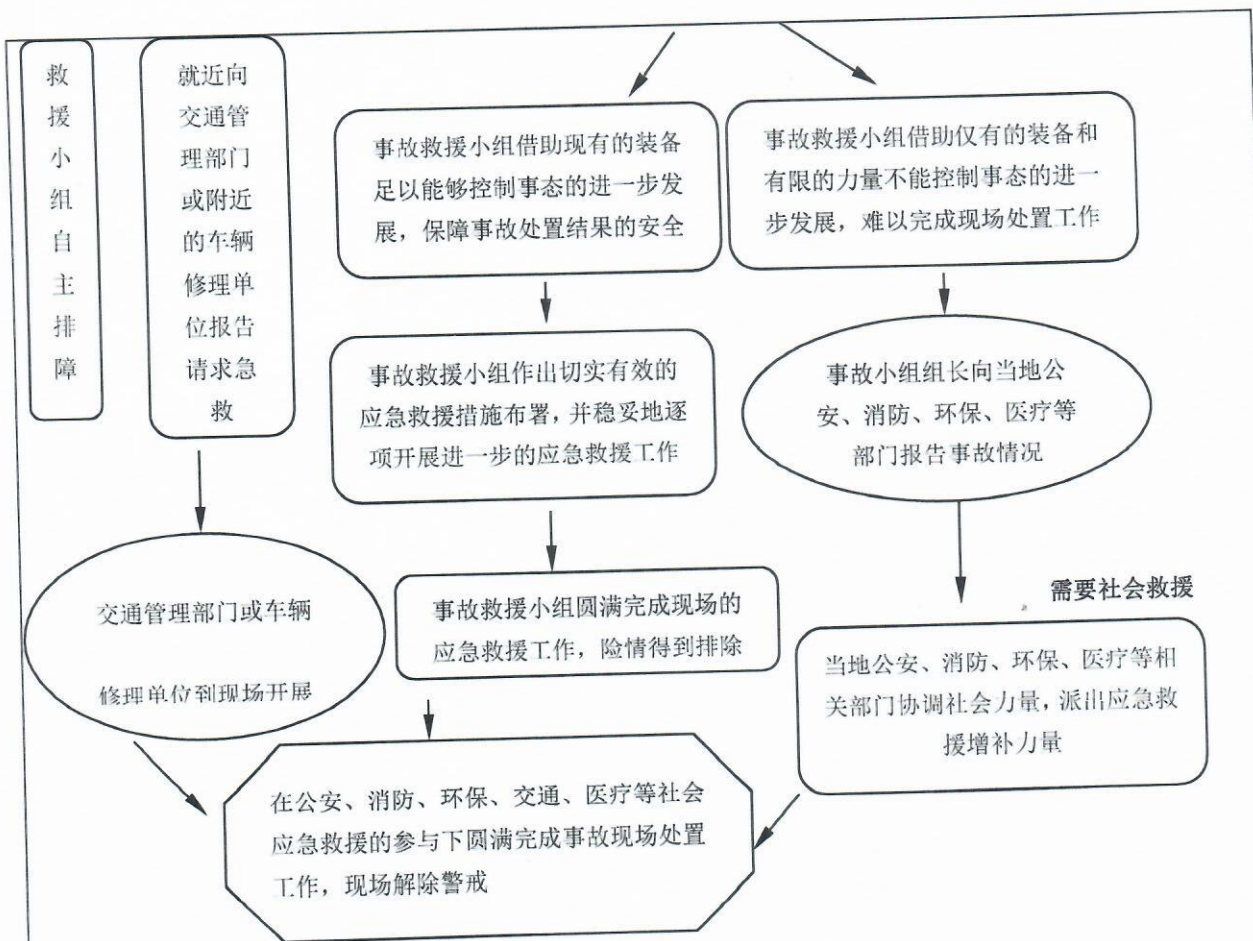 救
援
小
组
自
主
排
障
就近向
交通管
理部门
或附近
的车辆
修理单
位报告
请求急
救
事故救援小组借助现有的装备
足以能够控制事态的进一步发
展，保障事故处置结果的安全
事故救援小组借助仅有的装备和
有限的力量不能控制事态的进一
步发展，难以完成现场处置工作
事故救援小组作出切实有效的
应急救援措施布署，并稳妥地逐
项开展进一步的应急救援工作
事故小组组长向当地公
安、消防、环保、医疗等
部门报告事故情况
交通管理部门或车辆
修理单位到现场开展
事故救援小组圆满完成现场的
应急救援工作，险情得到排除
需要社会救援
当地公安、消防、环保、医疗等相
关部门协调社会力量，派出应急救
援增补力量
在公安、消防、环保、交通、医疗等社会
应急救援的参与下圆满完成事故现场处置
工作，现场解除警戒